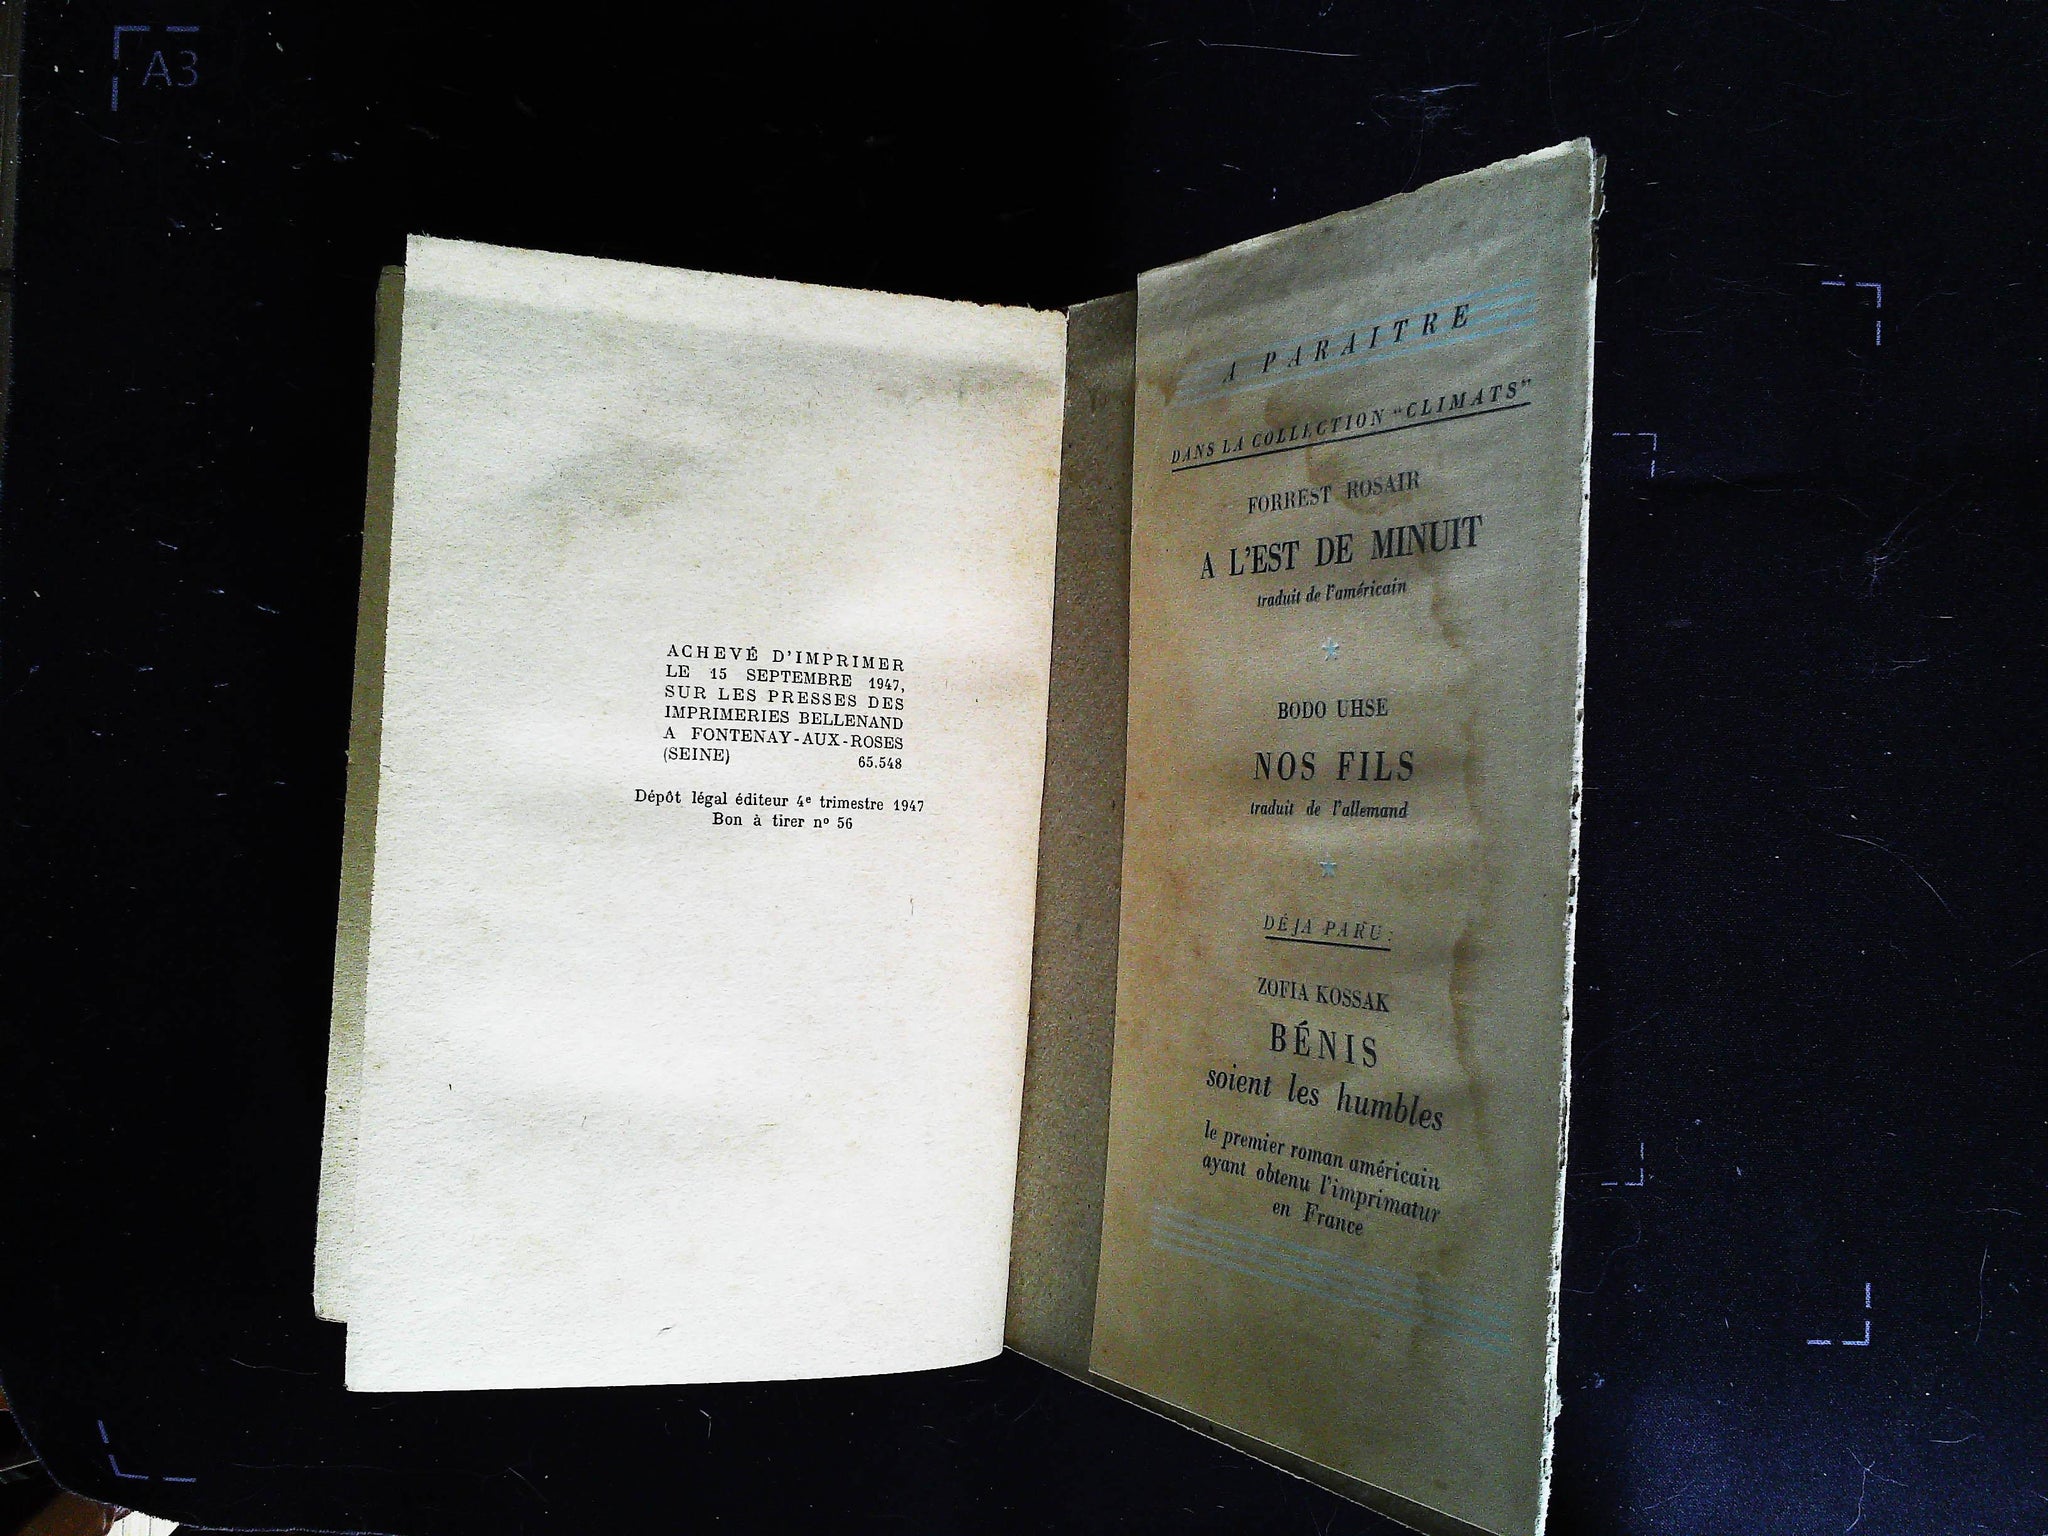 A3
ACHEVÉ D'IMPRIMER
LE 15 SEPTEMBRE 1947,
SUR LES PRESSES DES
IMPRIMERIES BELLENAND
A FONTENAY-AUX-ROSES
(SEINE) 65.548
Dépôt légal éditeur 4e trimestre 1947
Bon à tirer nº 56
A PARAITRE
DANS LA COLLECTION "CLIMATS"
FORREST ROSAIR
A L'EST DE MINUIT
traduit de l'américain
BODO UHSE
NOS FILS
traduit de l'allemand
DÉJA PARU:
ZOFIA KOSSAK
BÉNIS
soient les humbles
le premier roman américain
ayant obtenu l'imprimatur
en France